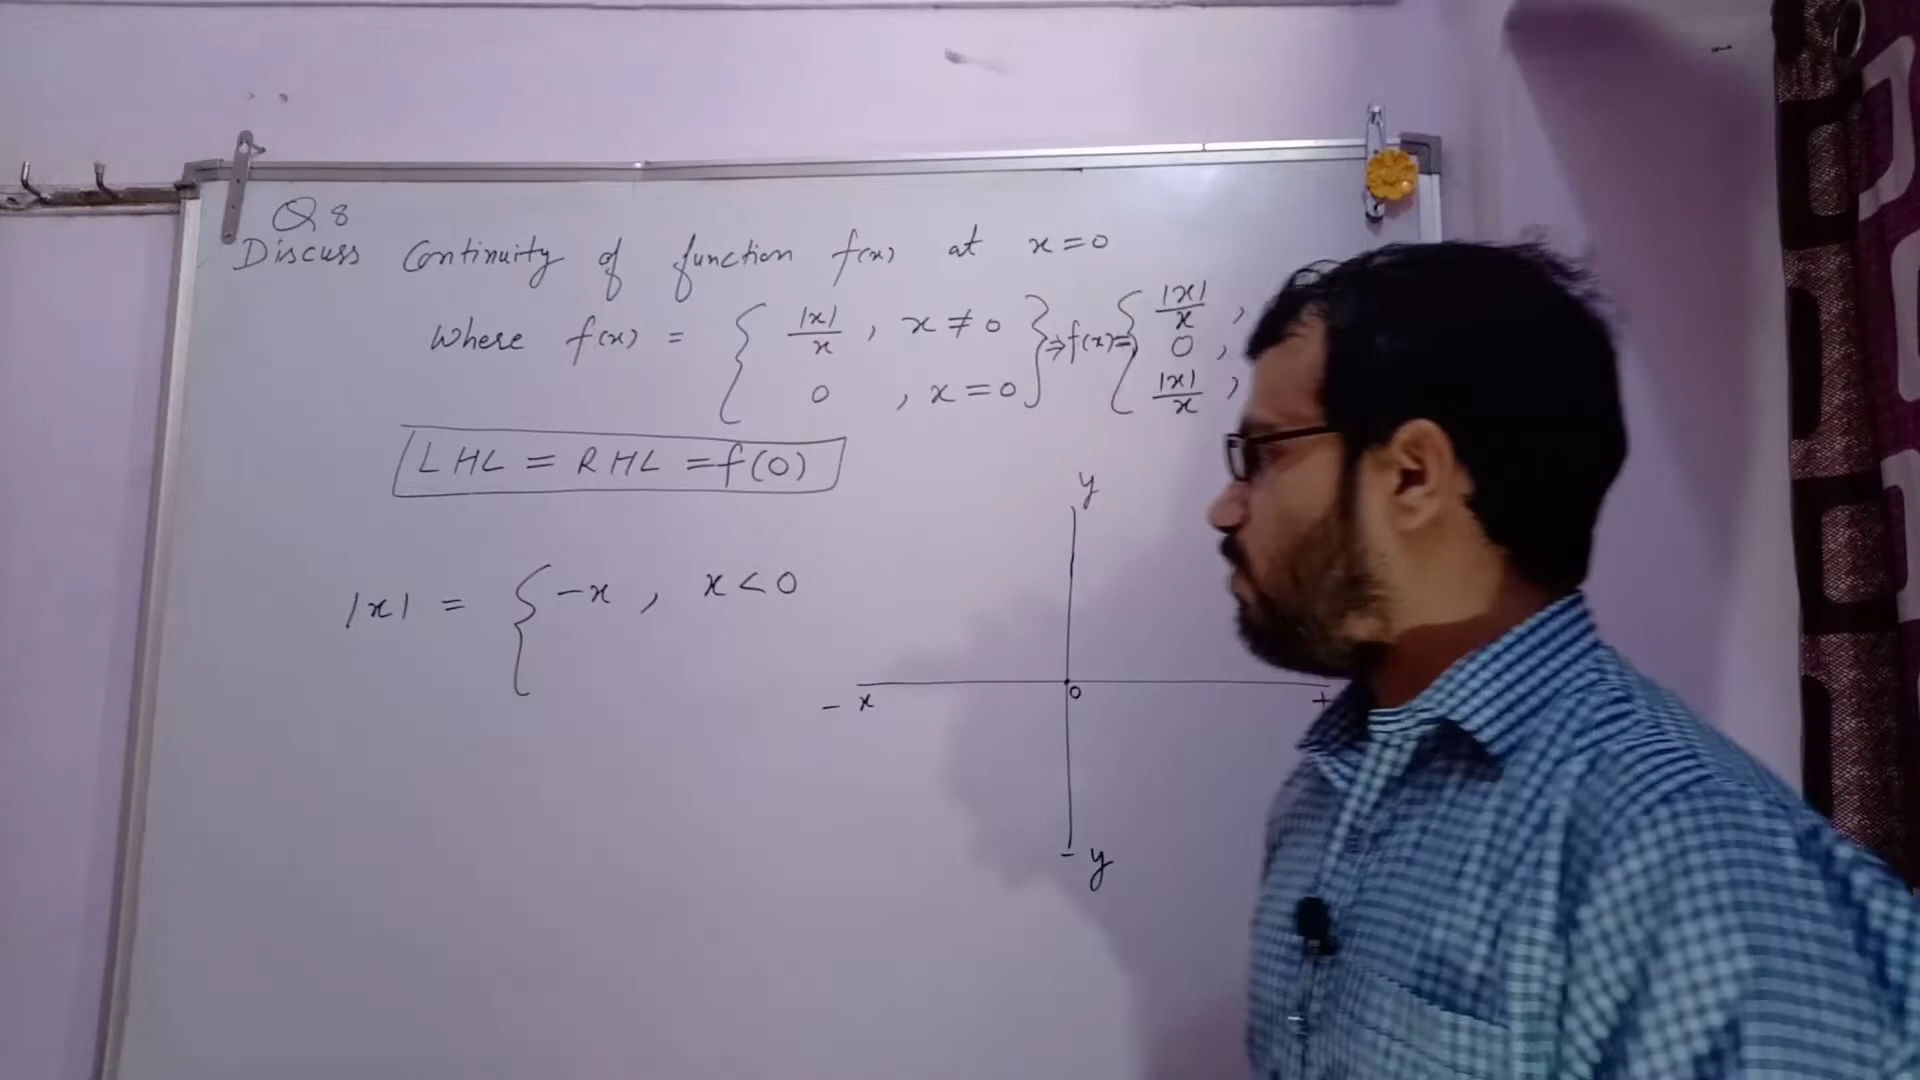 Q 8
Discuss Continuity of function f(x) at x=0
Where f(x) = { |x|/x , x ≠ 0
0 , x=0 } ⇒ f(x)= { |x|/x ,
0 ,
|x|/x ,
LHL = RHL = f(0)
y
|x| = { -x , x < 0
- x
0
+
- y